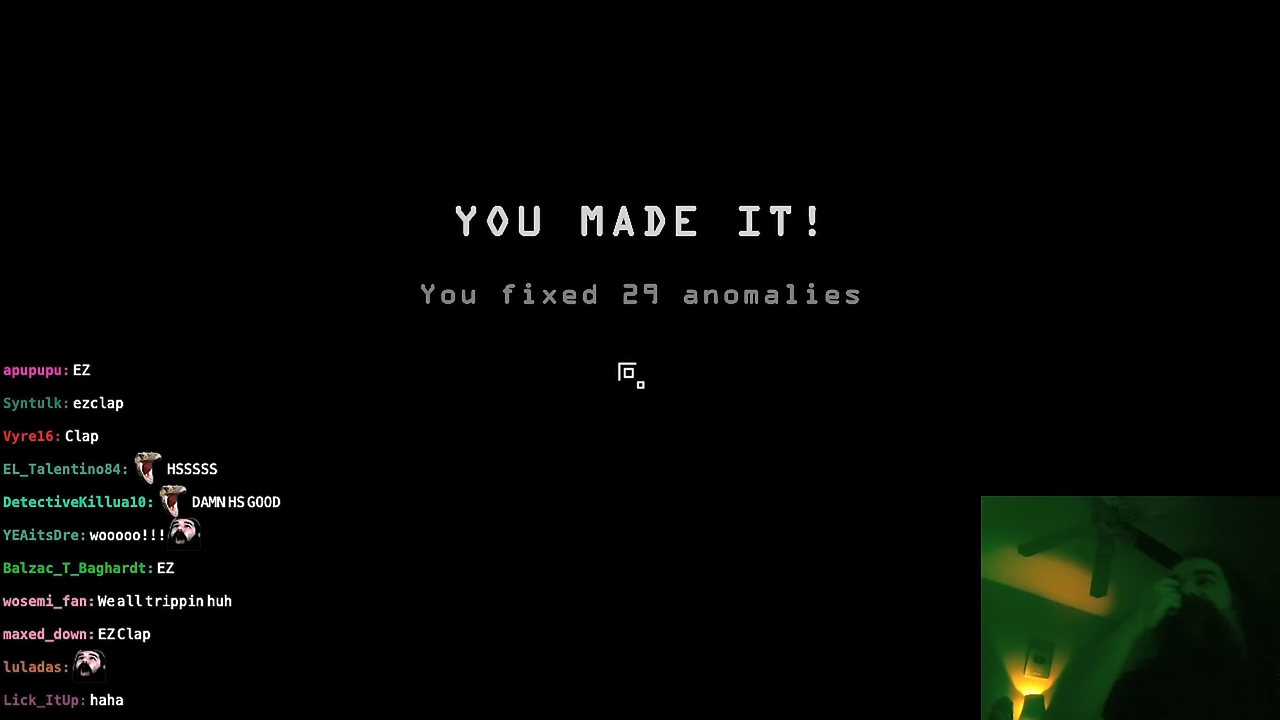 YOU MADE IT!
You fixed 29 anomalies
apupupu: EZ
Syntulk: ezclap
Vyre16: Clap
EL_Talentino84: HSSSSS
DetectiveKillua10: DAMN HS GOOD
YEAitsDre: wooooo!!!
Balzac_T_Baghardt: EZ
wosemi_fan: We all trippin huh
maxed_down: EZ Clap
luladas:
Lick_ItUp: haha